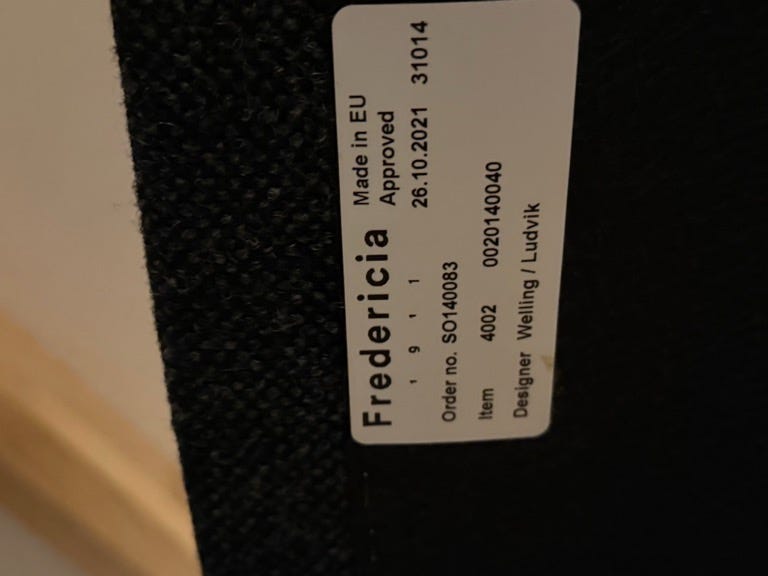 Fredericia Made in EU
1 9 1 1 Approved
26.10.2021 31014
Order no. SO140083
Item 4002 0020140040
Designer Welling / Ludvik